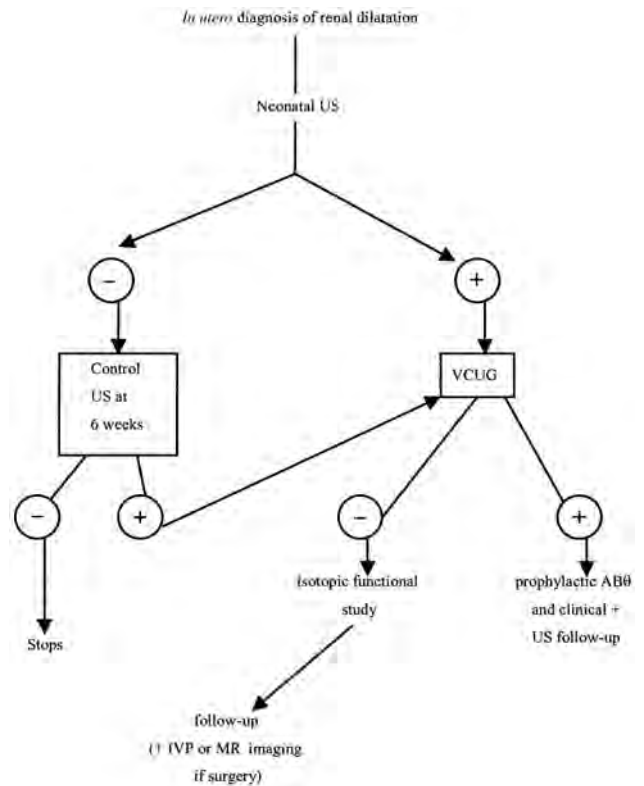 In utero diagnosis of renal dilatation
Neonatal US
−
+
Control
US at
6 weeks
VCUG
−
+
−
+
Isotopic functional
study
prophylactic ABθ
and clinical +
US follow-up
Stops
follow-up
(↑ IVP or MR imaging
if surgery)